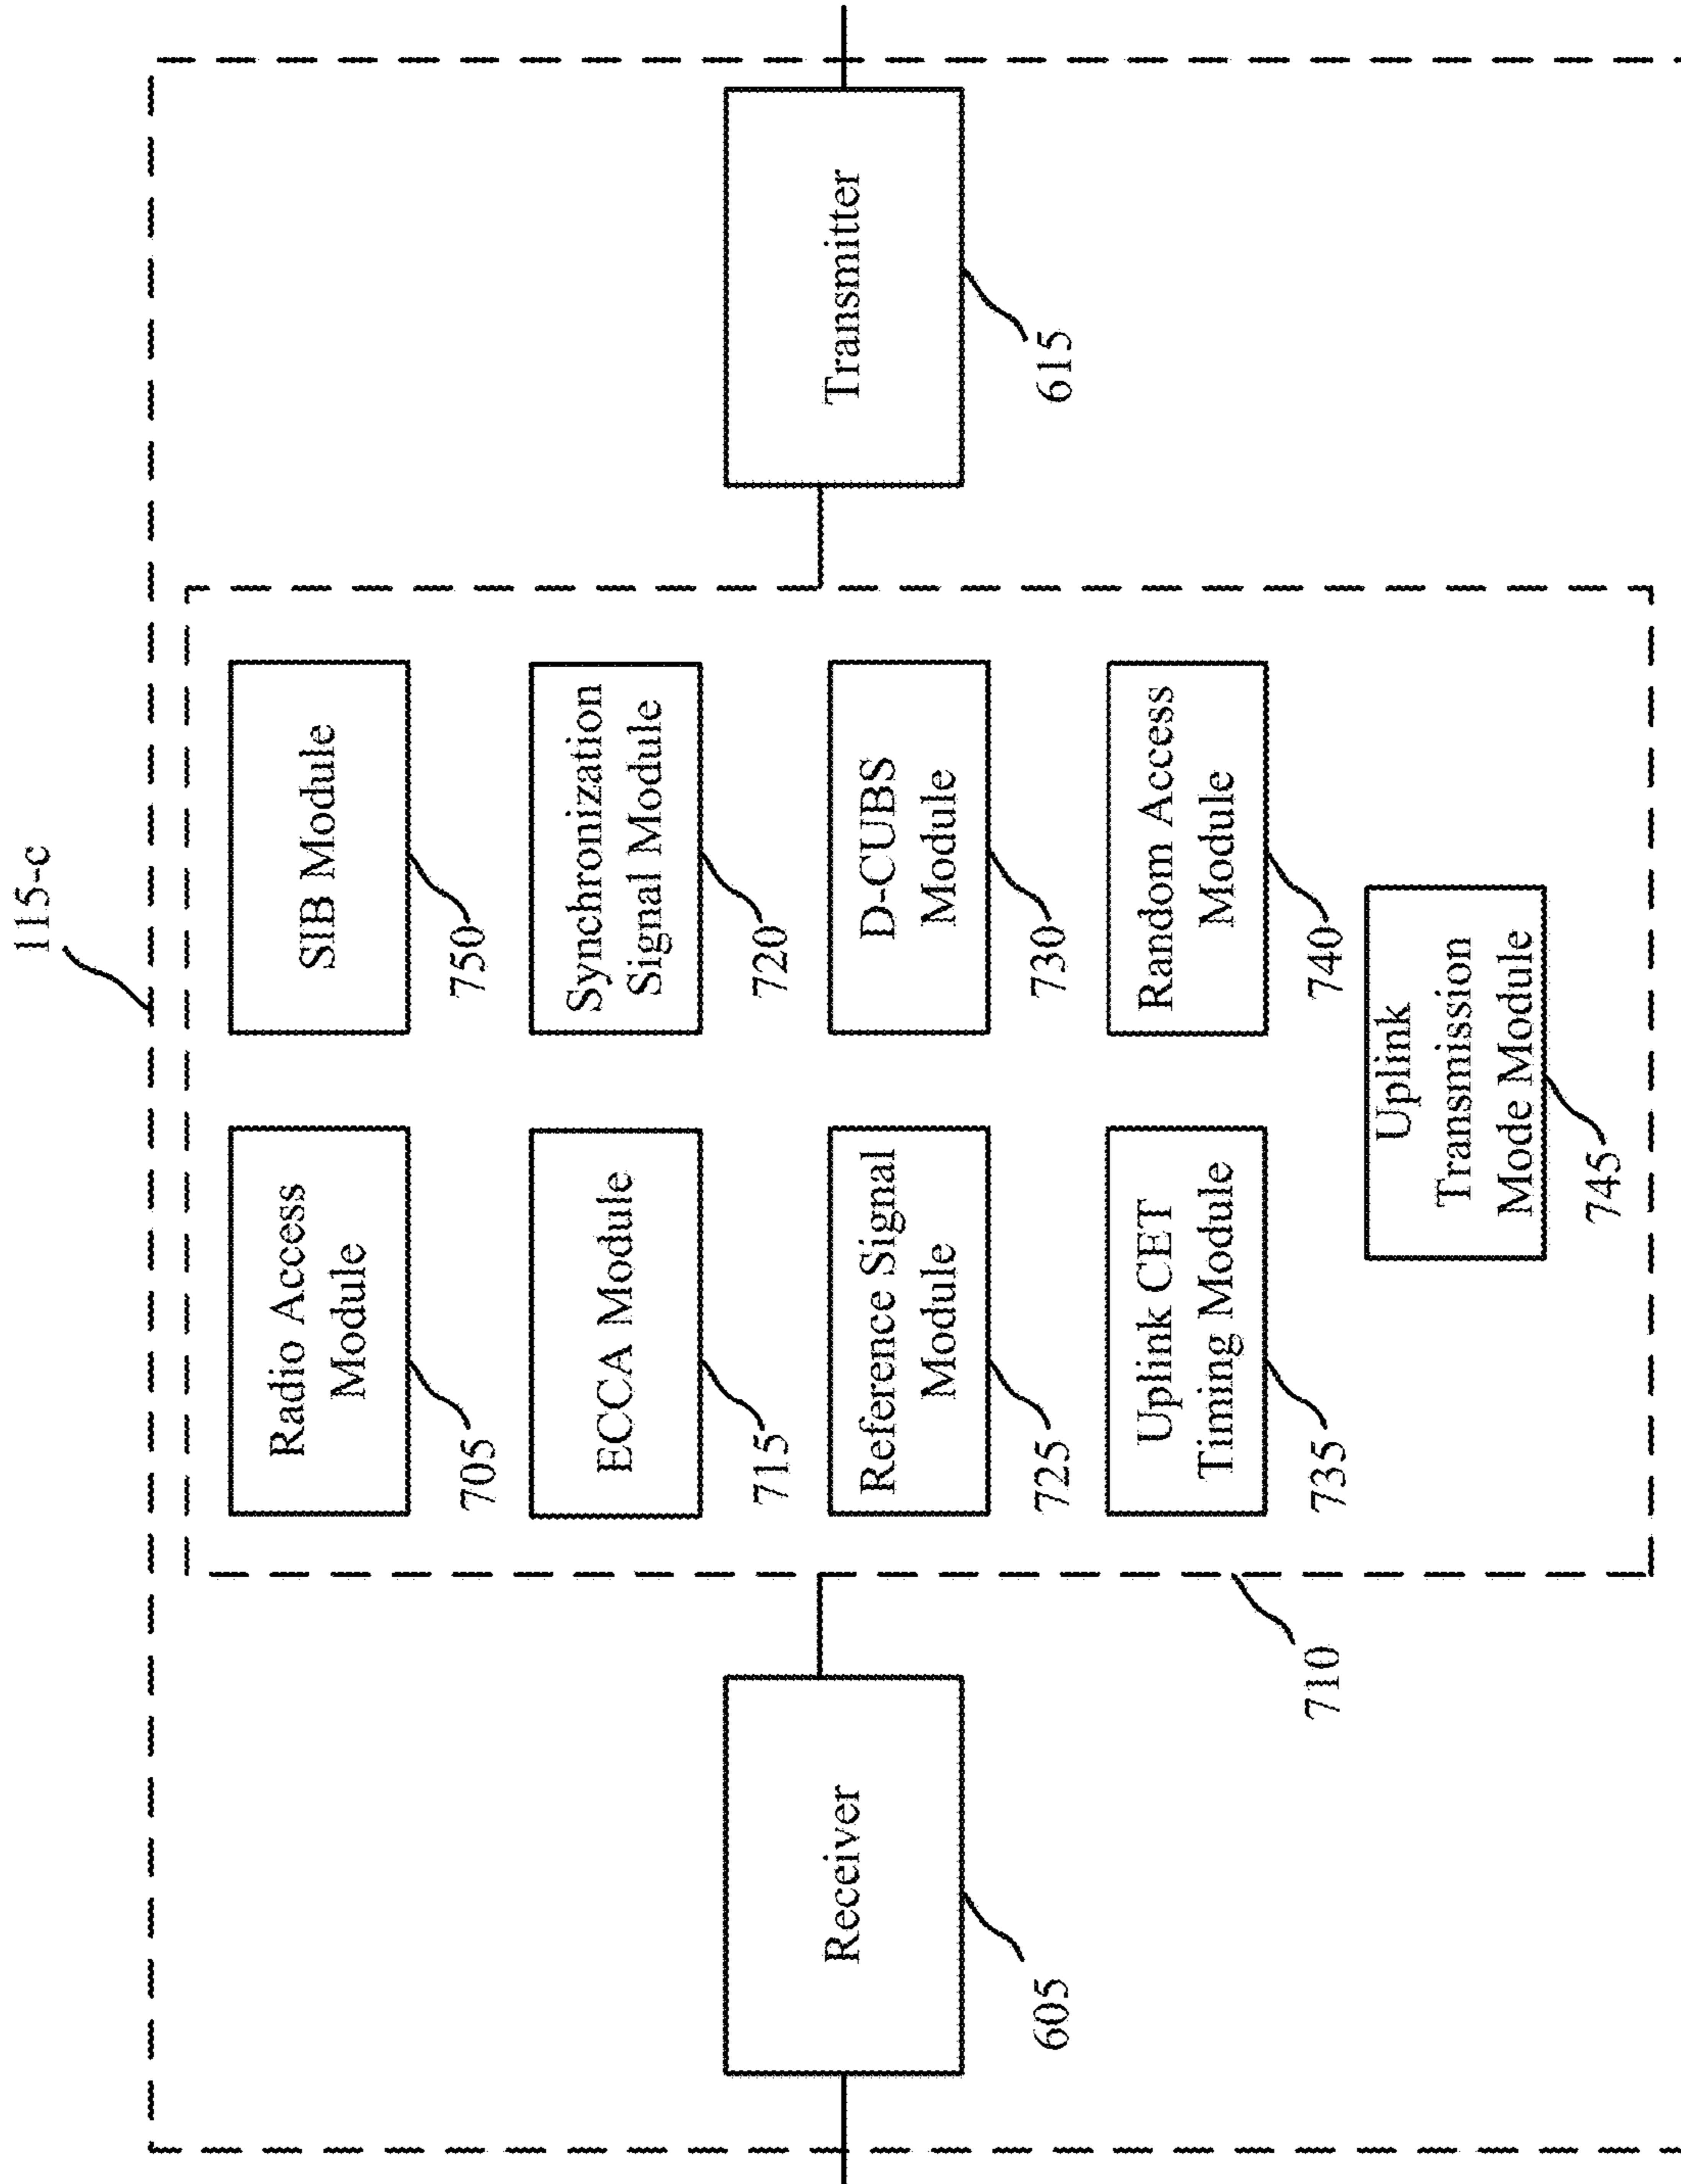 115-c
Receiver
605
710
Radio Access
Module
705
SIB Module
750
ECCA Module
715
Synchronization
Signal Module
720
Reference Signal
Module
725
D-CUBS
Module
730
Uplink CET
Timing Module
735
Random Access
Module
740
Uplink
Transmission
Mode Module
745
Transmitter
615